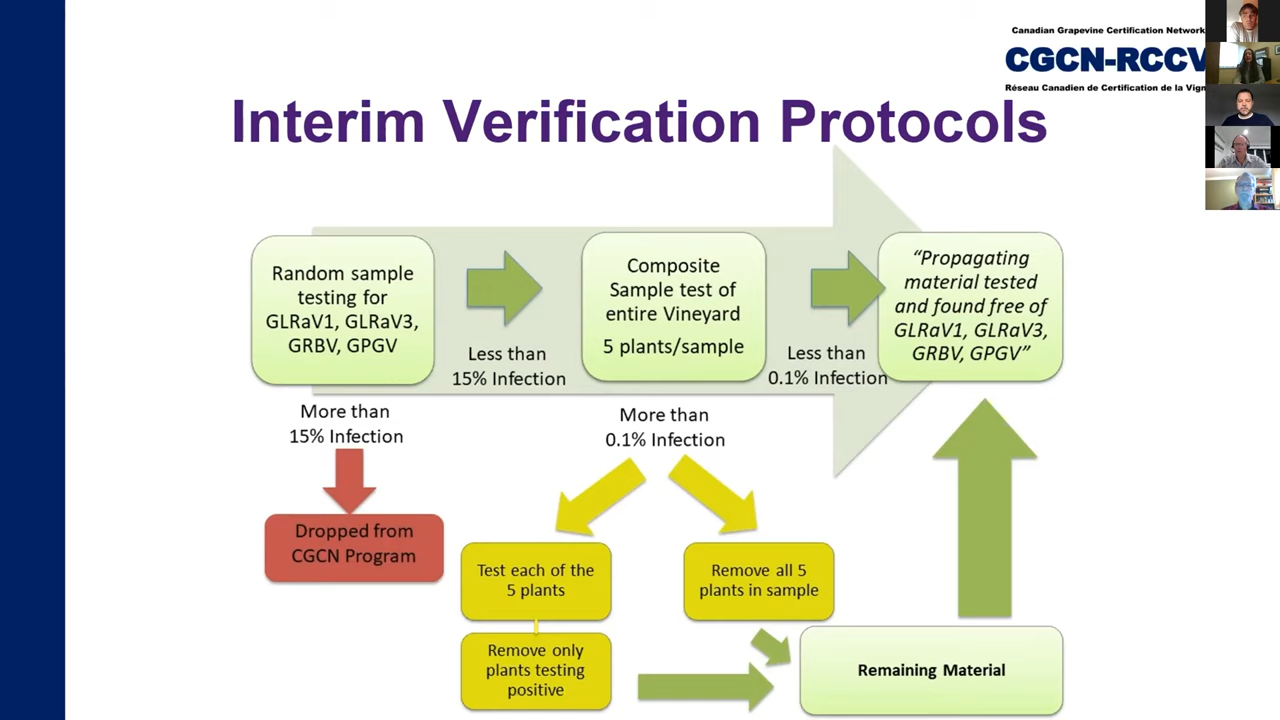 Canadian Grapevine Certification Network
CGCN-RCCV
Réseau Canadien de Certification de la Vign
Interim Verification Protocols
Random sample
testing for
GLRaV1, GLRaV3,
GRBV, GPGV
Less than
15% Infection
Composite
Sample test of
entire Vineyard
5 plants/sample
Less than
0.1% Infection
“Propagating
material tested
and found free of
GLRaV1, GLRaV3,
GRBV, GPGV”
More than
15% Infection
More than
0.1% Infection
Dropped from
CGCN Program
Test each of the
5 plants
Remove all 5
plants in sample
Remove only
plants testing
positive
Remaining Material